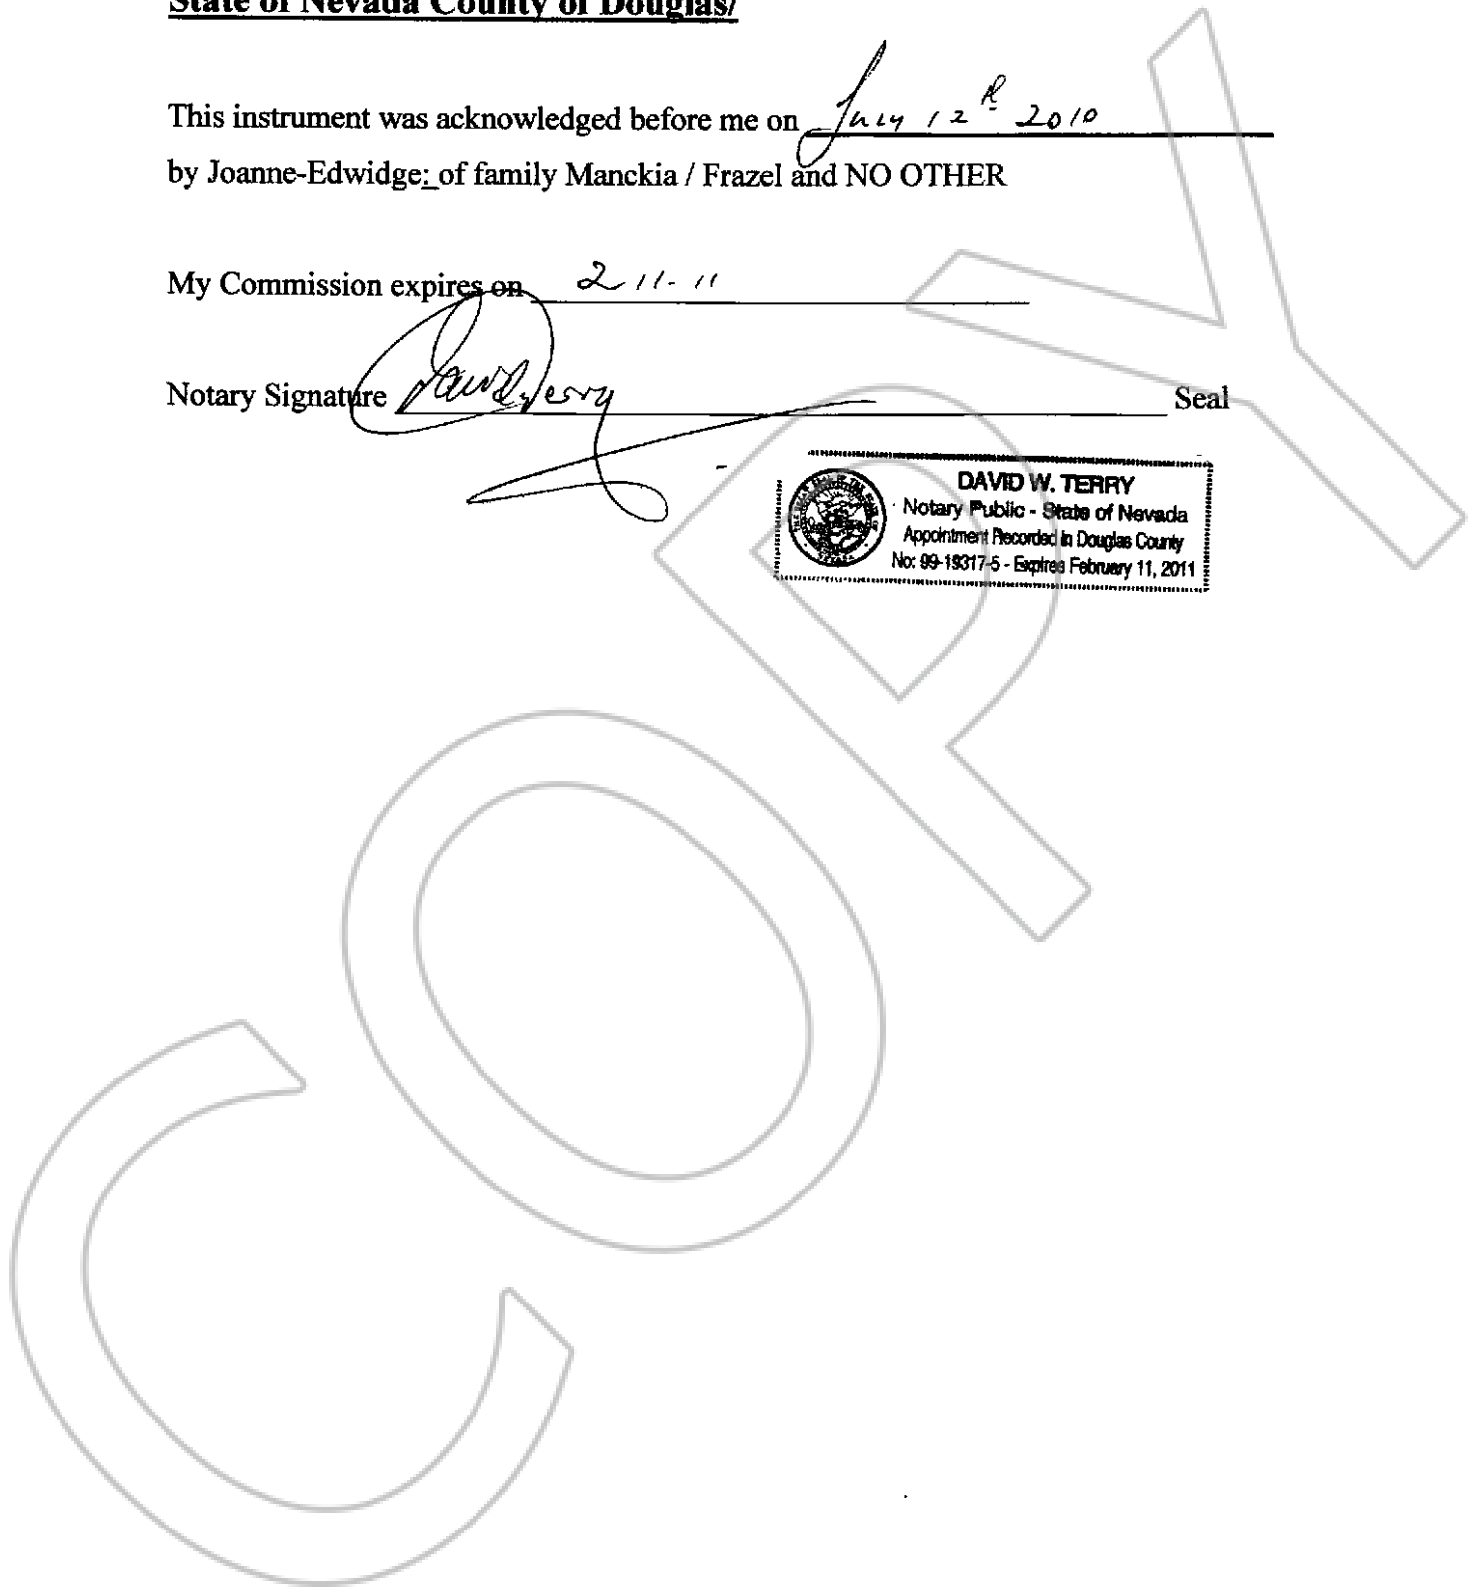 State of Nevada County of Douglas/
This instrument was acknowledged before me on July 12th 2010
by Joanne-Edwidge: of family Manckia / Frazel and NO OTHER
My Commission expires on 2 11- 11
Notary Signature David W Terry Seal
DAVID W. TERRY
Notary Public - State of Nevada
Appointment Recorded in Douglas County
No: 99-19317-5 - Expires February 11, 2011
COPY